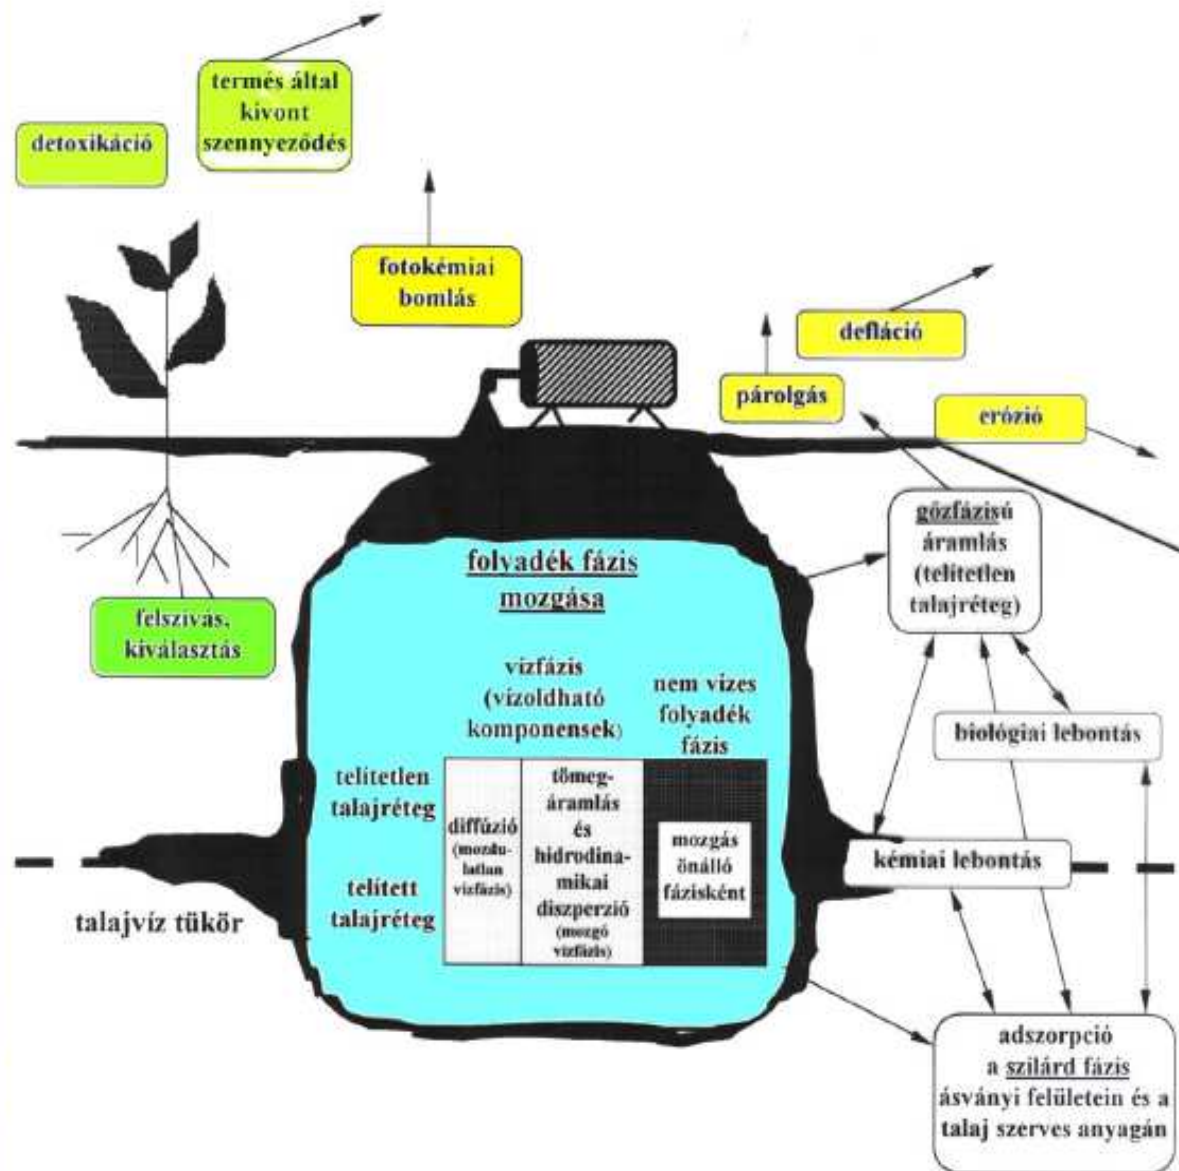 termés által
kivont
szennyeződés
detoxikáció
fotokémiai
bomlás
defláció
párolgás
erózió
gőzfázisú
áramlás
(telítetlen
talajréteg)
folyadék fázis
mozgása
felszívás,
kiválasztás
vízfázis
(vízoldható
komponensek)
nem vizes
folyadék
fázis
biológiai lebontás
telítetlen
talajréteg
telített
talajréteg
diffúzió
(mozdu-
latlan
vízfázis)
tömeg-
áramlás
és
hidrodina-
mikai
diszperzió
(mozgó
vízfázis)
mozgás
önálló
fázisként
kémiai lebontás
talajvíz tükör
adszorpció
a szilárd fázis
ásványi felületein és a
talaj szerves anyagán